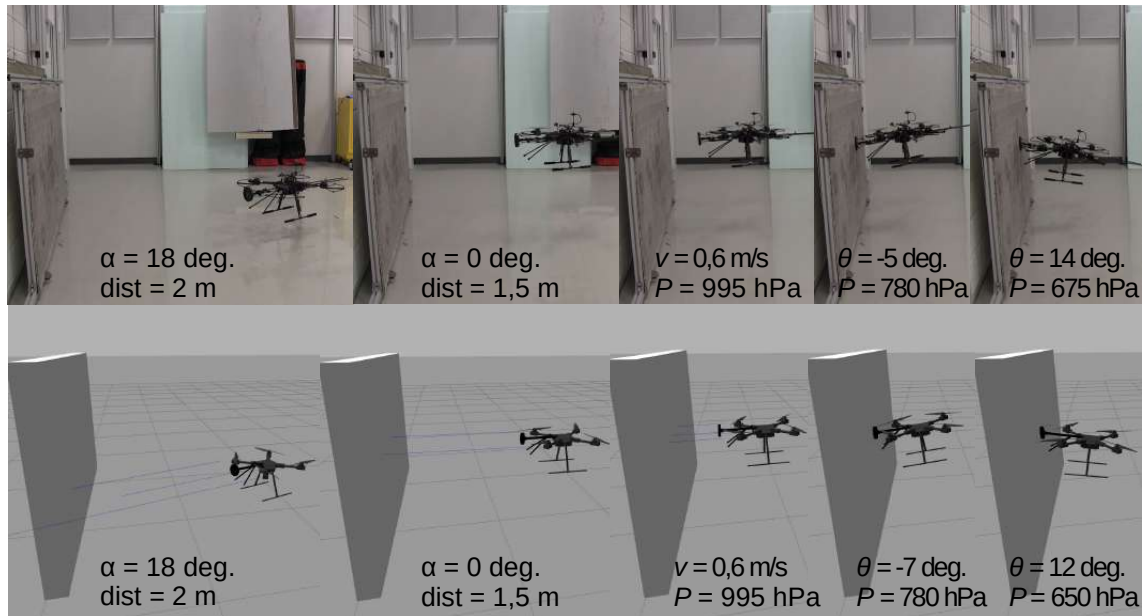 α = 18 deg.
dist = 2 m
α = 0 deg.
dist = 1,5 m
v = 0,6 m/s
P = 995 hPa
θ = -5 deg.
P = 780 hPa
θ = 14 deg.
P = 675 hPa
α = 18 deg.
dist = 2 m
α = 0 deg.
dist = 1,5 m
v = 0,6 m/s
P = 995 hPa
θ = -7 deg.
P = 780 hPa
θ = 12 deg.
P = 650 hPa